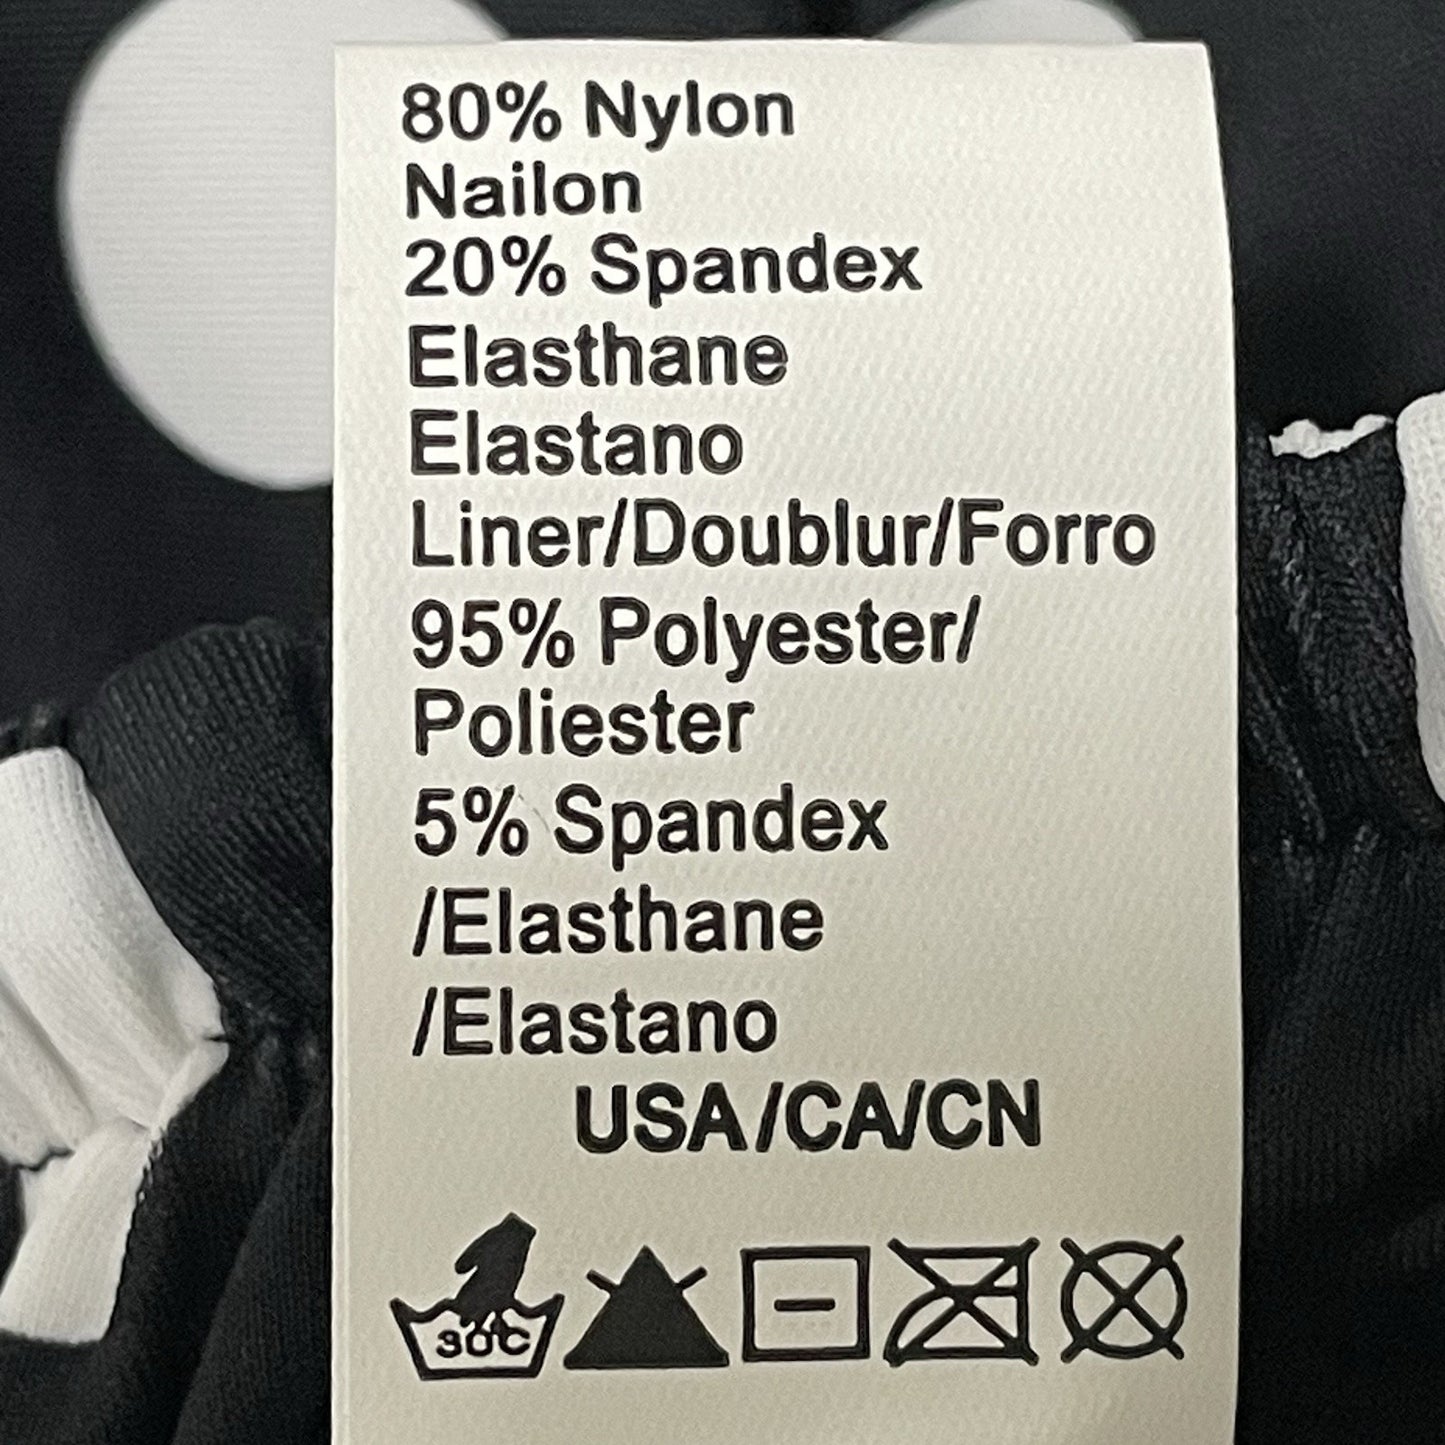 80% Nylon
Nailon
20% Spandex
Elasthane
Elastano
Liner/Doublur/Forro
95% Polyester/
Poliester
5% Spandex
/Elasthane
/Elastano
USA/CA/CN
30C